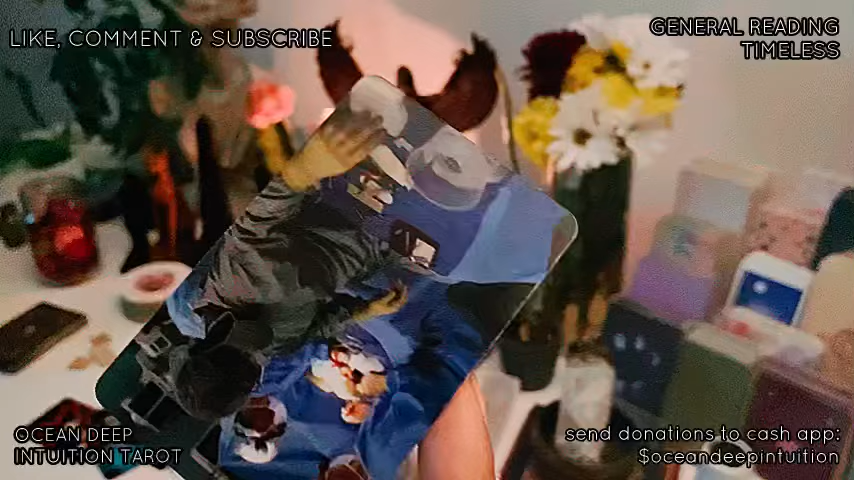 LIKE, COMMENT & SUBSCRIBE
GENERAL READING
TIMELESS
OCEAN DEEP
INTUITION TAROT
send donations to cash app:
$oceandeepintuition